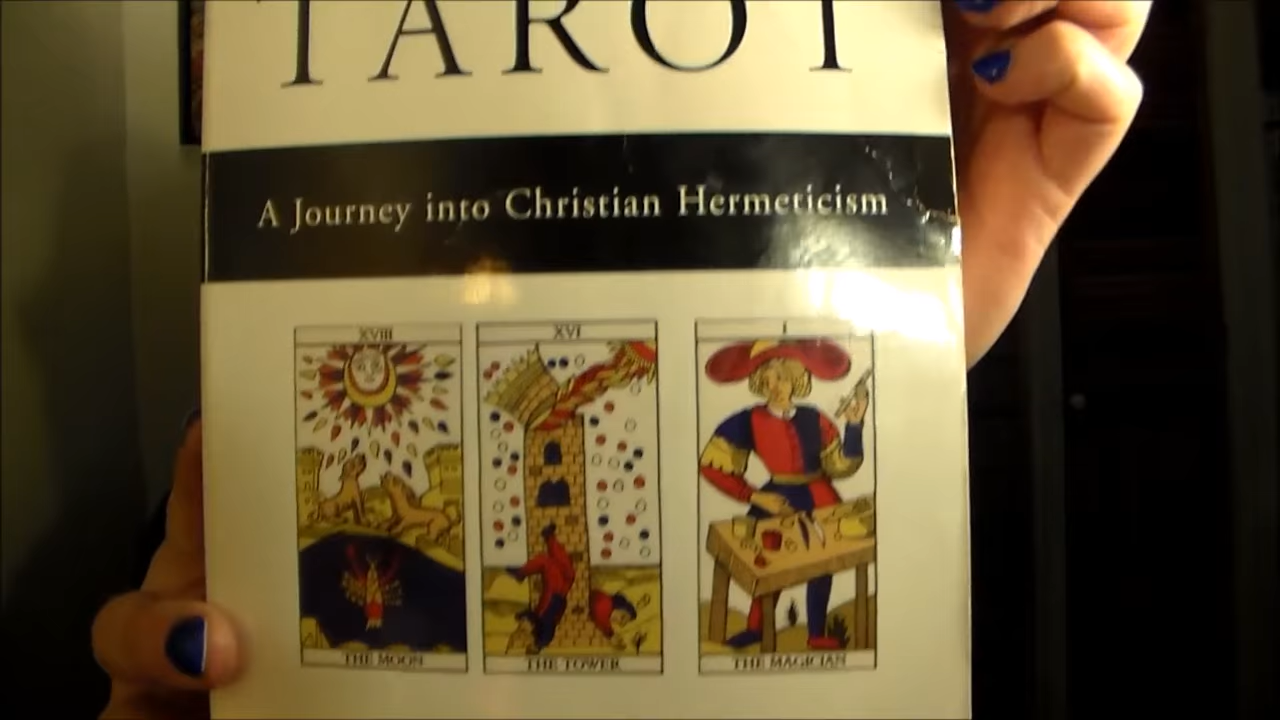 TAROT
A Journey into Christian Hermeticism
XVIII XVI I
THE MOON THE TOWER THE MAGICIAN